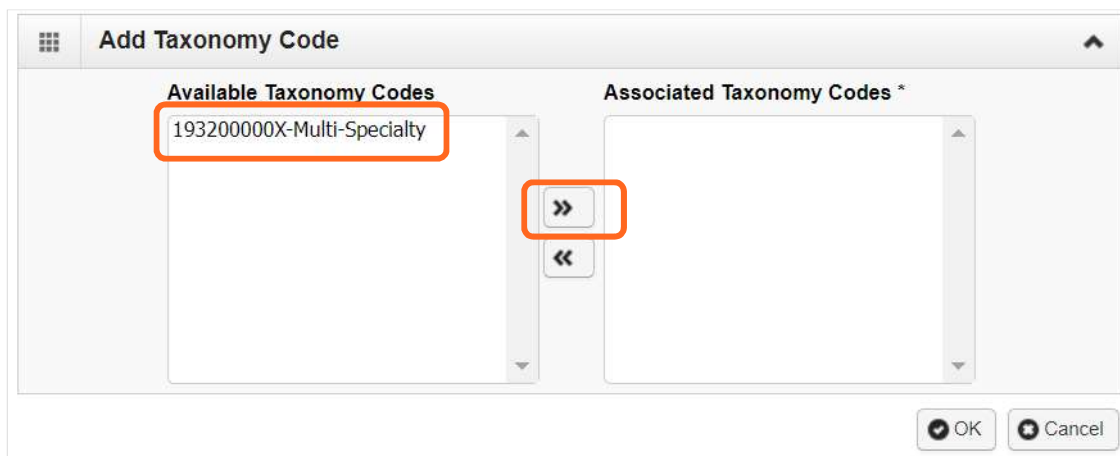 Add Taxonomy Code
Available Taxonomy Codes
Associated Taxonomy Codes *
193200000X-Multi-Specialty
»
«
OK
Cancel